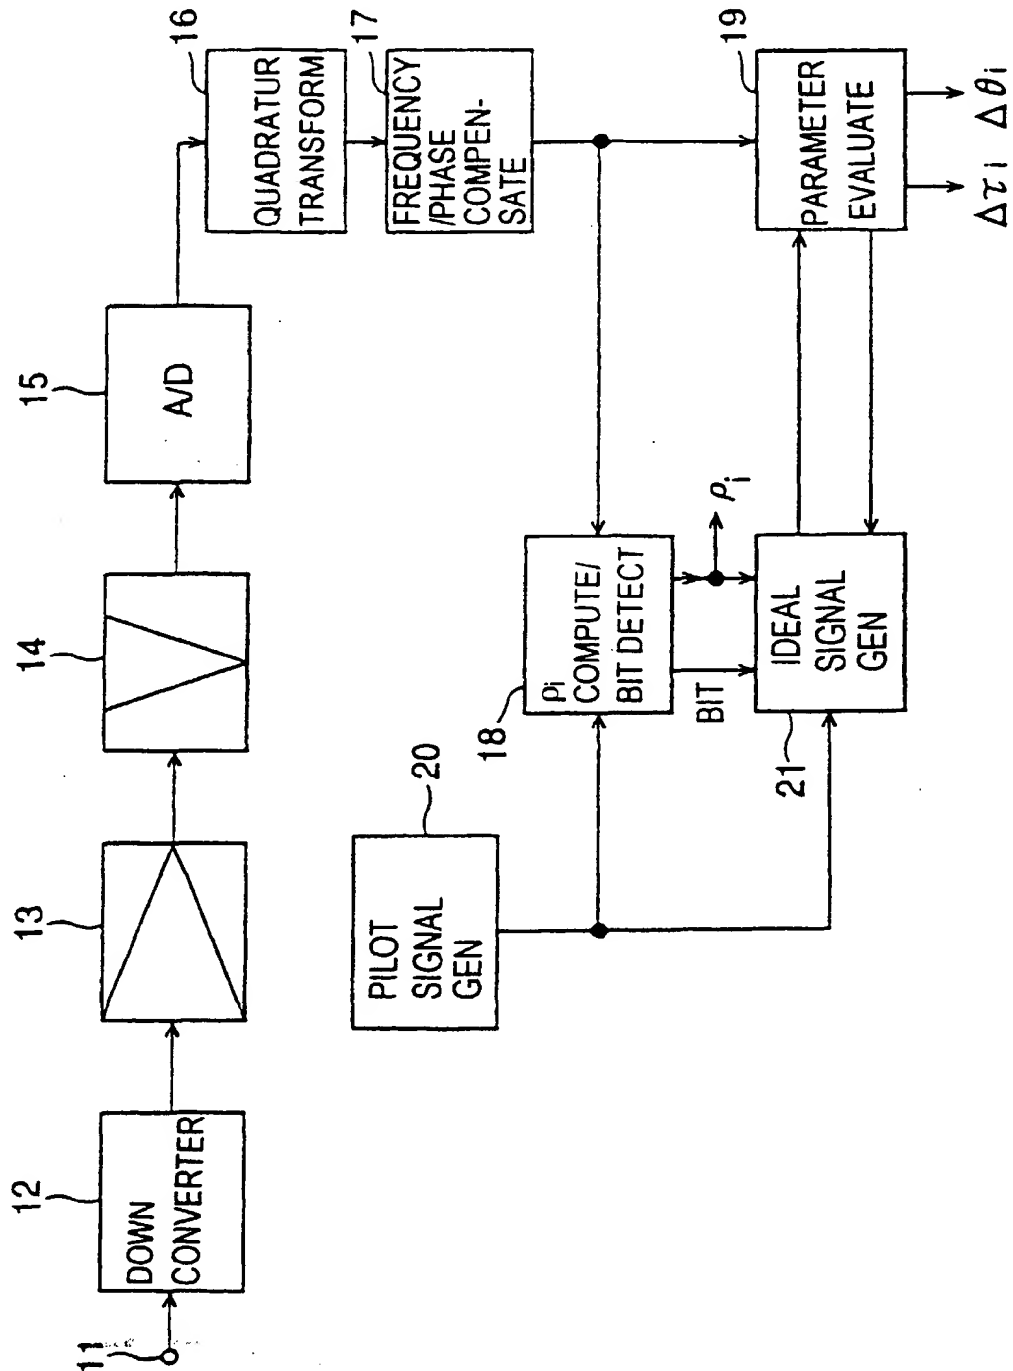 11
12
DOWN
CONVERTER
13
14
15
A/D
16
QUADRATUR
TRANSFORM
17
FREQUENCY
/PHASE
COMPEN-
SATE
18
ρi
COMPUTE/
BIT DETECT
BIT
ρi
19
PARAMETER
EVALUATE
Δτi
Δθi
20
PILOT
SIGNAL
GEN
21
IDEAL
SIGNAL
GEN